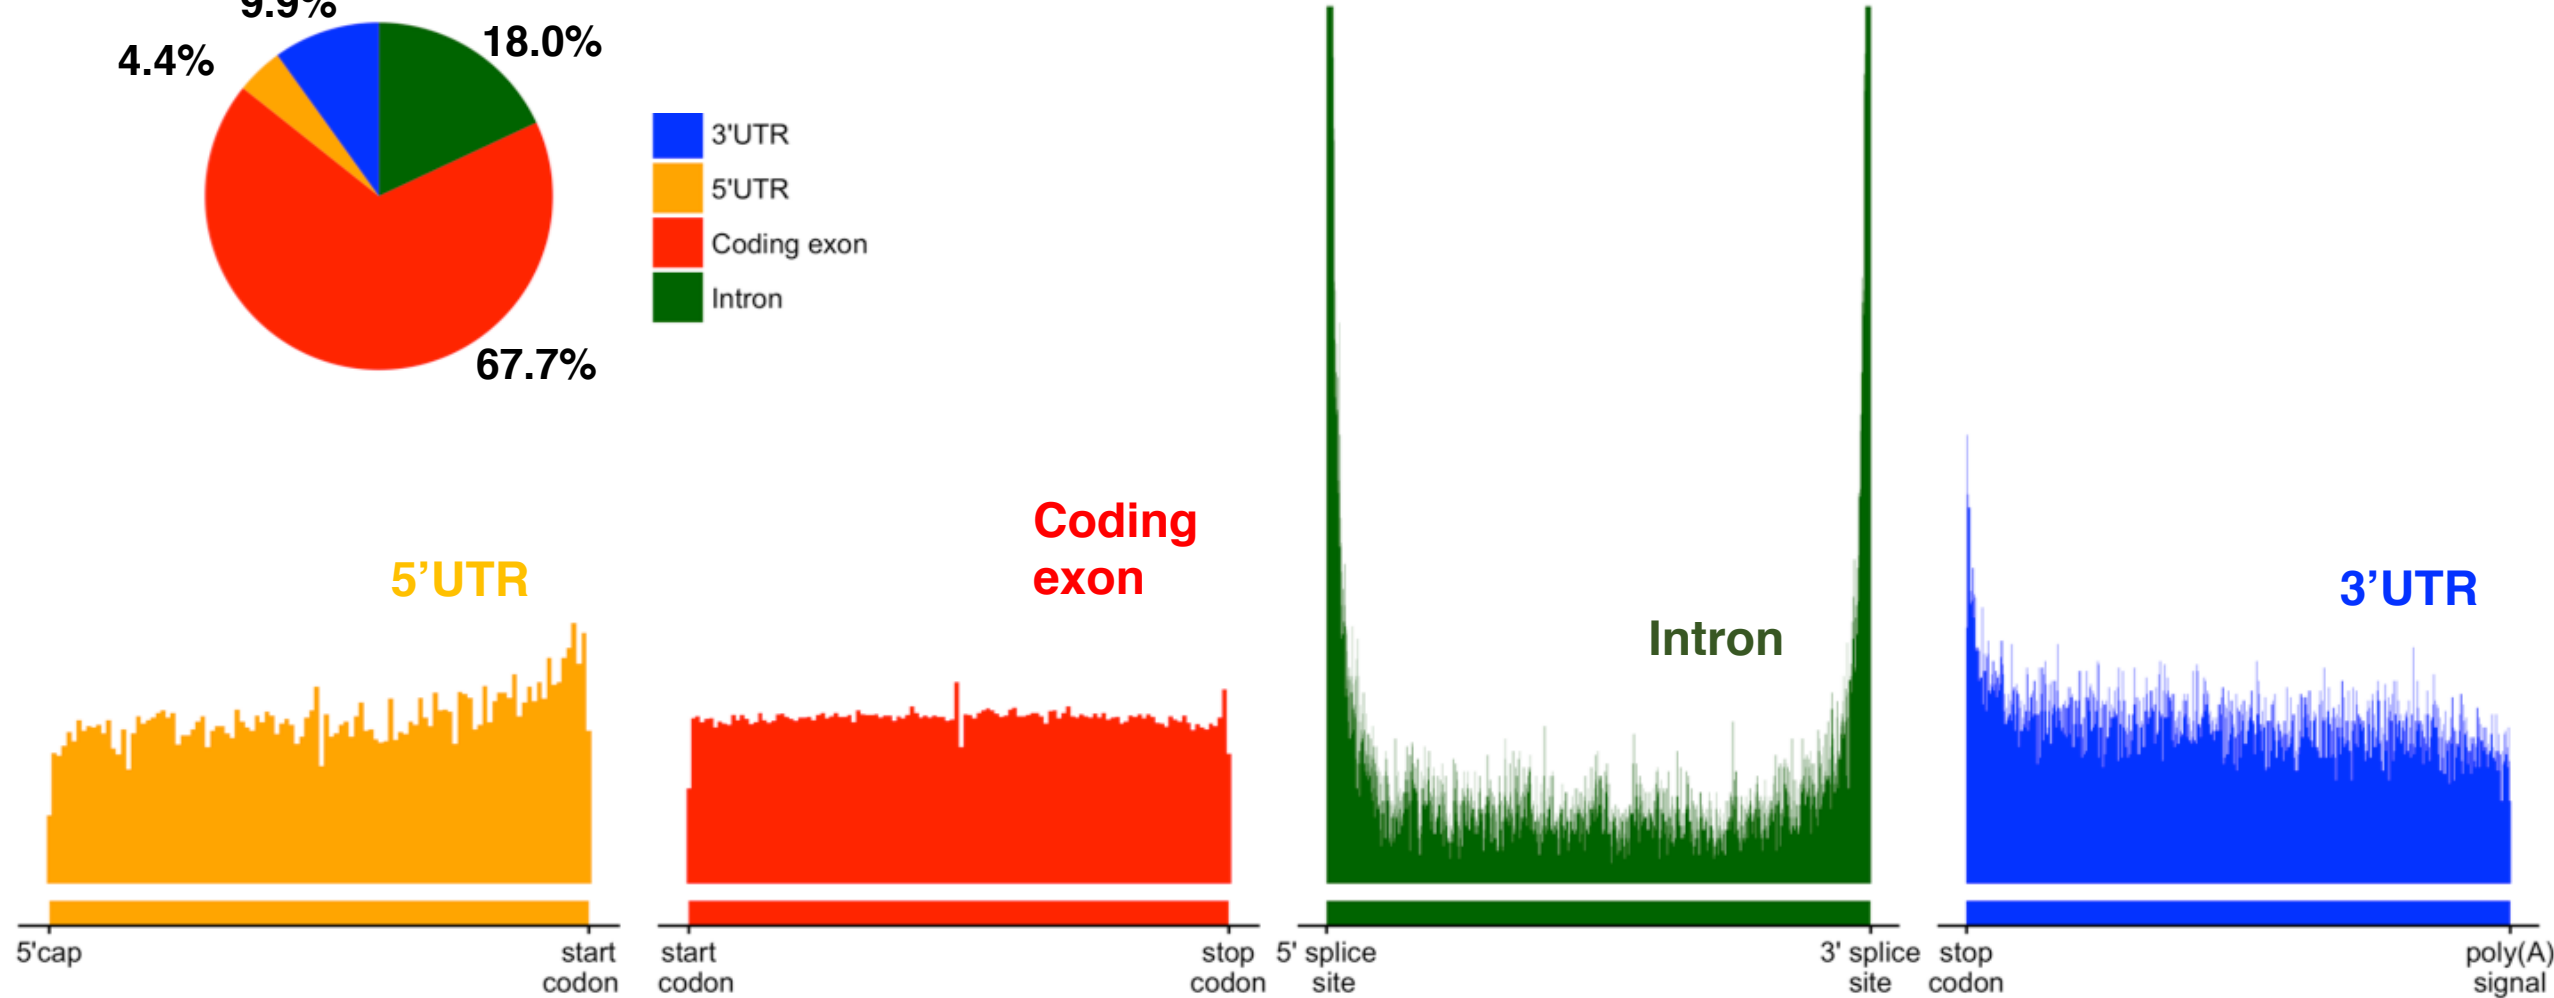 9.9%
18.0%
4.4%
3'UTR
5'UTR
Coding exon
Intron
67.7%
Coding
exon
5’UTR
3’UTR
Intron
5'cap
start
codon
start
codon
stop
codon
5' splice
site
3' splice
site
stop
codon
poly(A)
signal